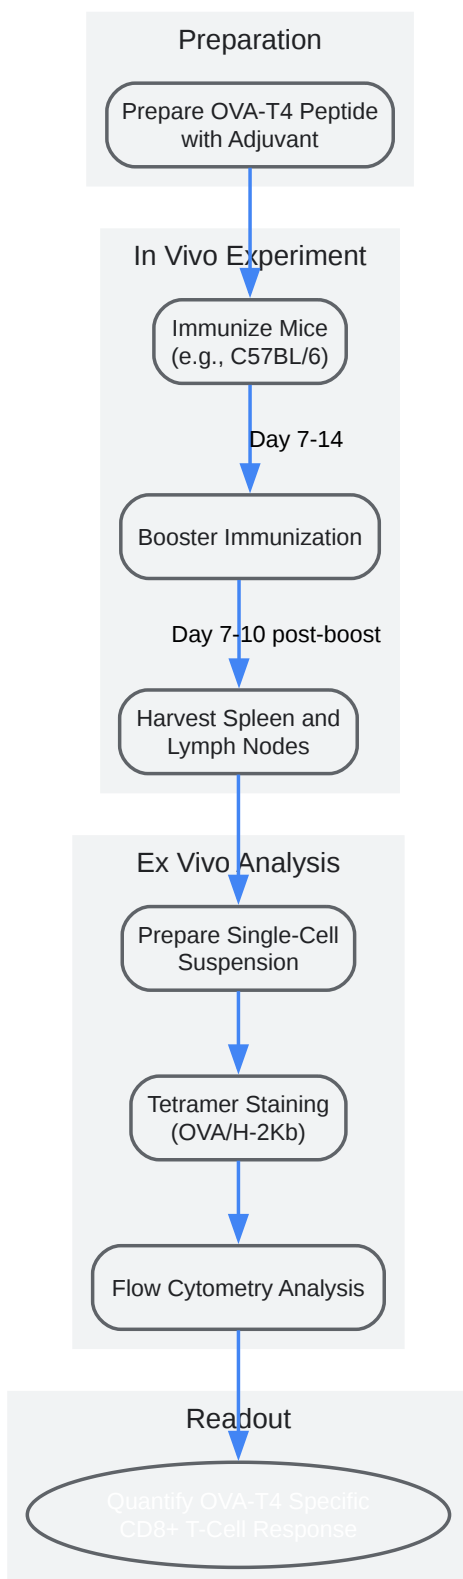 Preparation
Prepare OVA-T4 Peptide
with Adjuvant
In Vivo Experiment
Immunize Mice
(e.g., C57BL/6)
Day 7-14
Booster Immunization
Day 7-10 post-boost
Harvest Spleen and
Lymph Nodes
Ex Vivo Analysis
Prepare Single-Cell
Suspension
Tetramer Staining
(OVA/H-2Kb)
Flow Cytometry Analysis
Readout
Quantify OVA-T4 Specific
CD8+ T-Cell Response